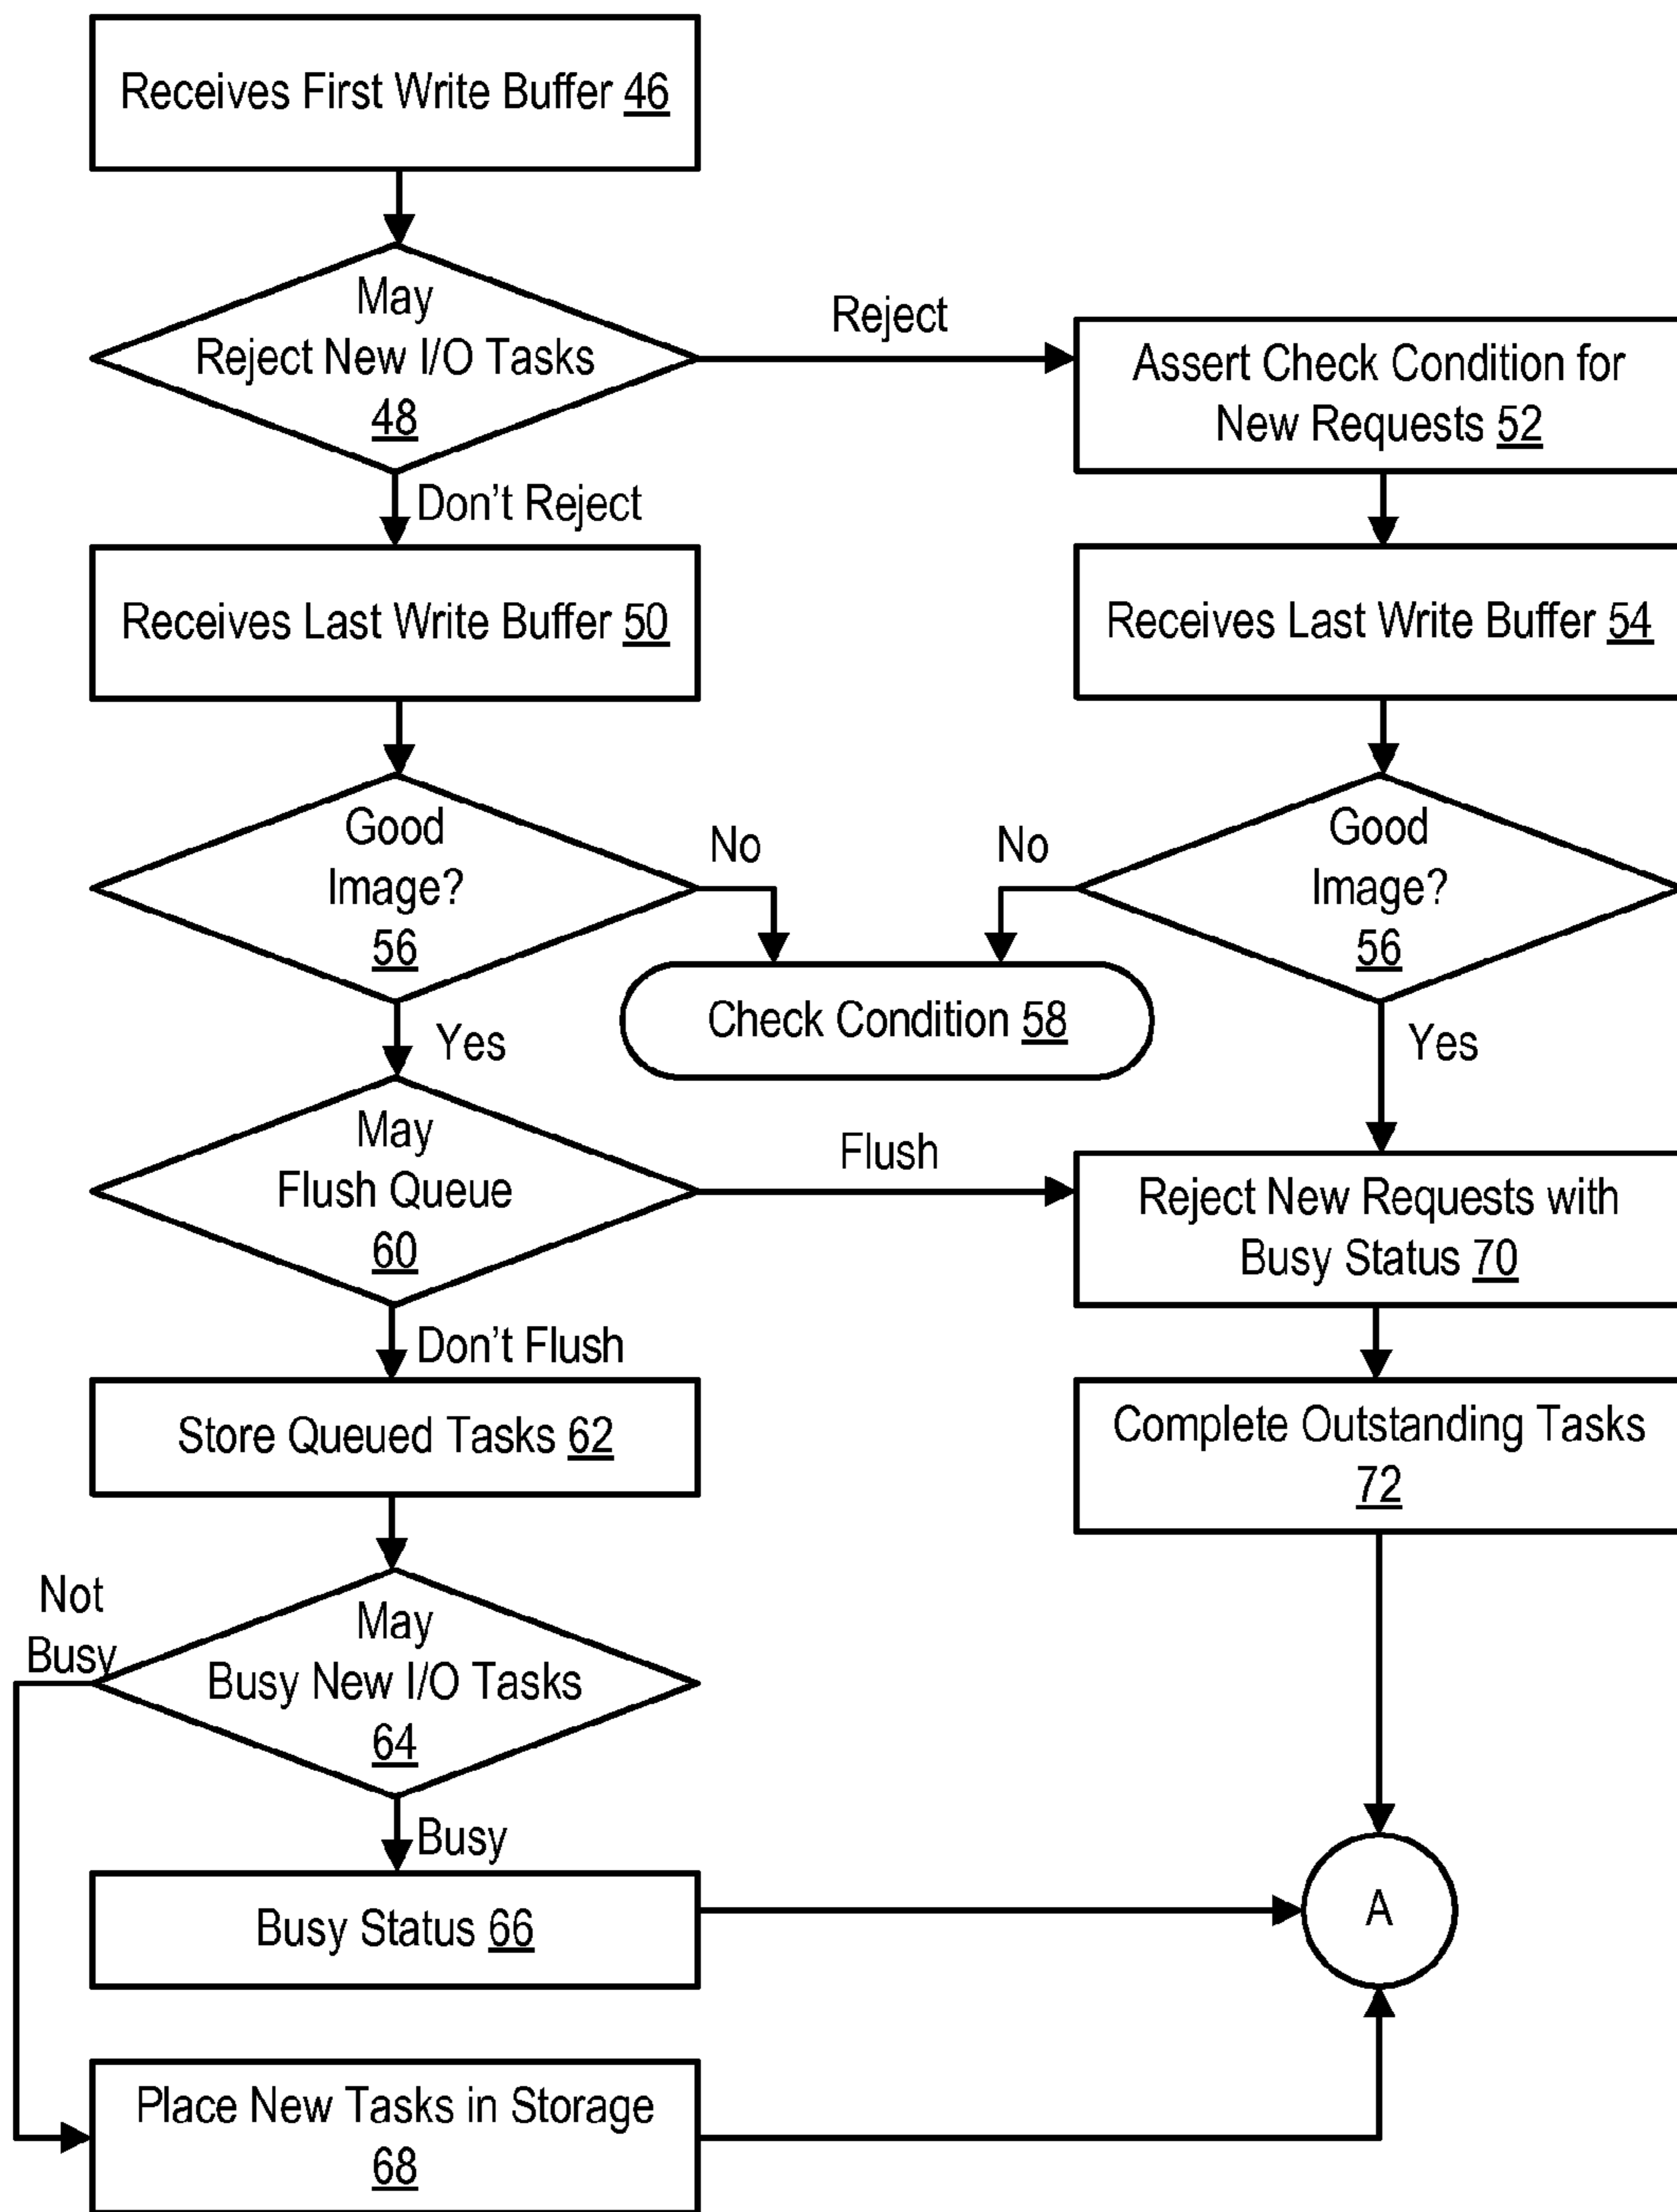 Receives First Write Buffer 46
May
Reject New I/O Tasks
48
Reject
Assert Check Condition for
New Requests 52
Don't Reject
Receives Last Write Buffer 50
Receives Last Write Buffer 54
Good
Image?
56
No
No
Good
Image?
56
Check Condition 58
Yes
Yes
May
Flush Queue
60
Flush
Reject New Requests with
Busy Status 70
Don't Flush
Store Queued Tasks 62
Complete Outstanding Tasks
72
Not
Busy
May
Busy New I/O Tasks
64
Busy
Busy Status 66
A
Place New Tasks in Storage
68